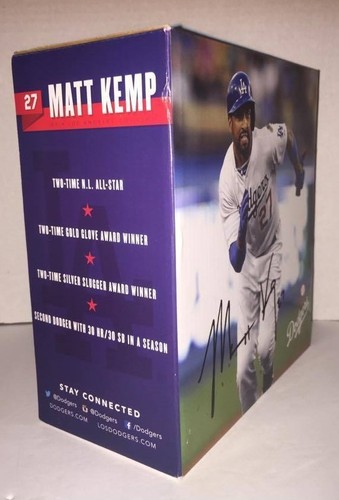 27 MATT KEMP
TWO-TIME N.L. ALL-STAR
TWO-TIME GOLD GLOVE AWARD WINNER
TWO-TIME SILVER SLUGGER AWARD WINNER
SECOND DODGER WITH 30 HR/30 SB IN A SEASON
STAY CONNECTED
@Dodgers @Dodgers f /Dodgers
DODGERS.COM LOSDODGERS.COM
LA
Dodgers
27
Dodgers